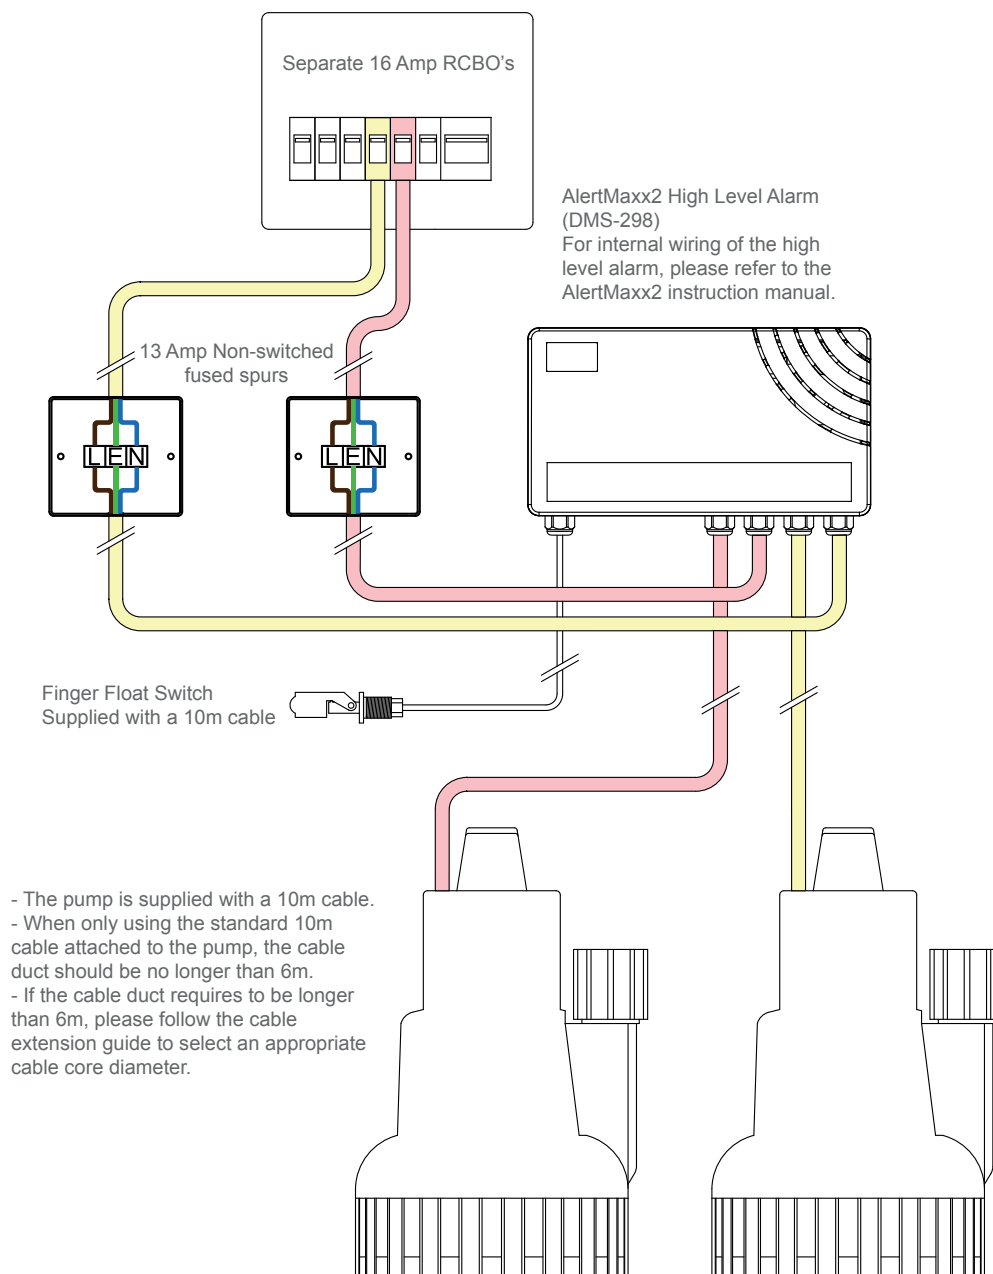 Separate 16 Amp RCBO's
AlertMaxx2 High Level Alarm
(DMS-298)
For internal wiring of the high
level alarm, please refer to the
AlertMaxx2 instruction manual.
13 Amp Non-switched
fused spurs
LEN
LEN
Finger Float Switch
Supplied with a 10m cable
- The pump is supplied with a 10m cable.
- When only using the standard 10m
cable attached to the pump, the cable
duct should be no longer than 6m.
- If the cable duct requires to be longer
than 6m, please follow the cable
extension guide to select an appropriate
cable core diameter.